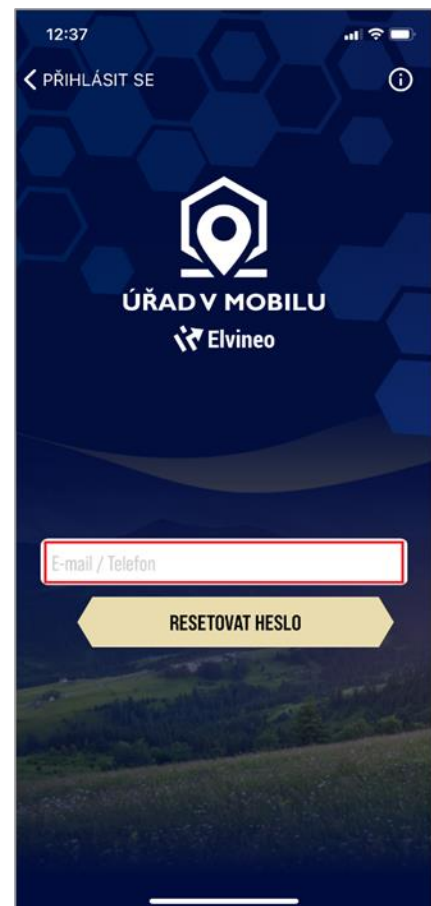 12:37
PŘIHLÁSIT SE
ÚŘAD V MOBILU
Elvineo
E-mail / Telefon
RESETOVAT HESLO